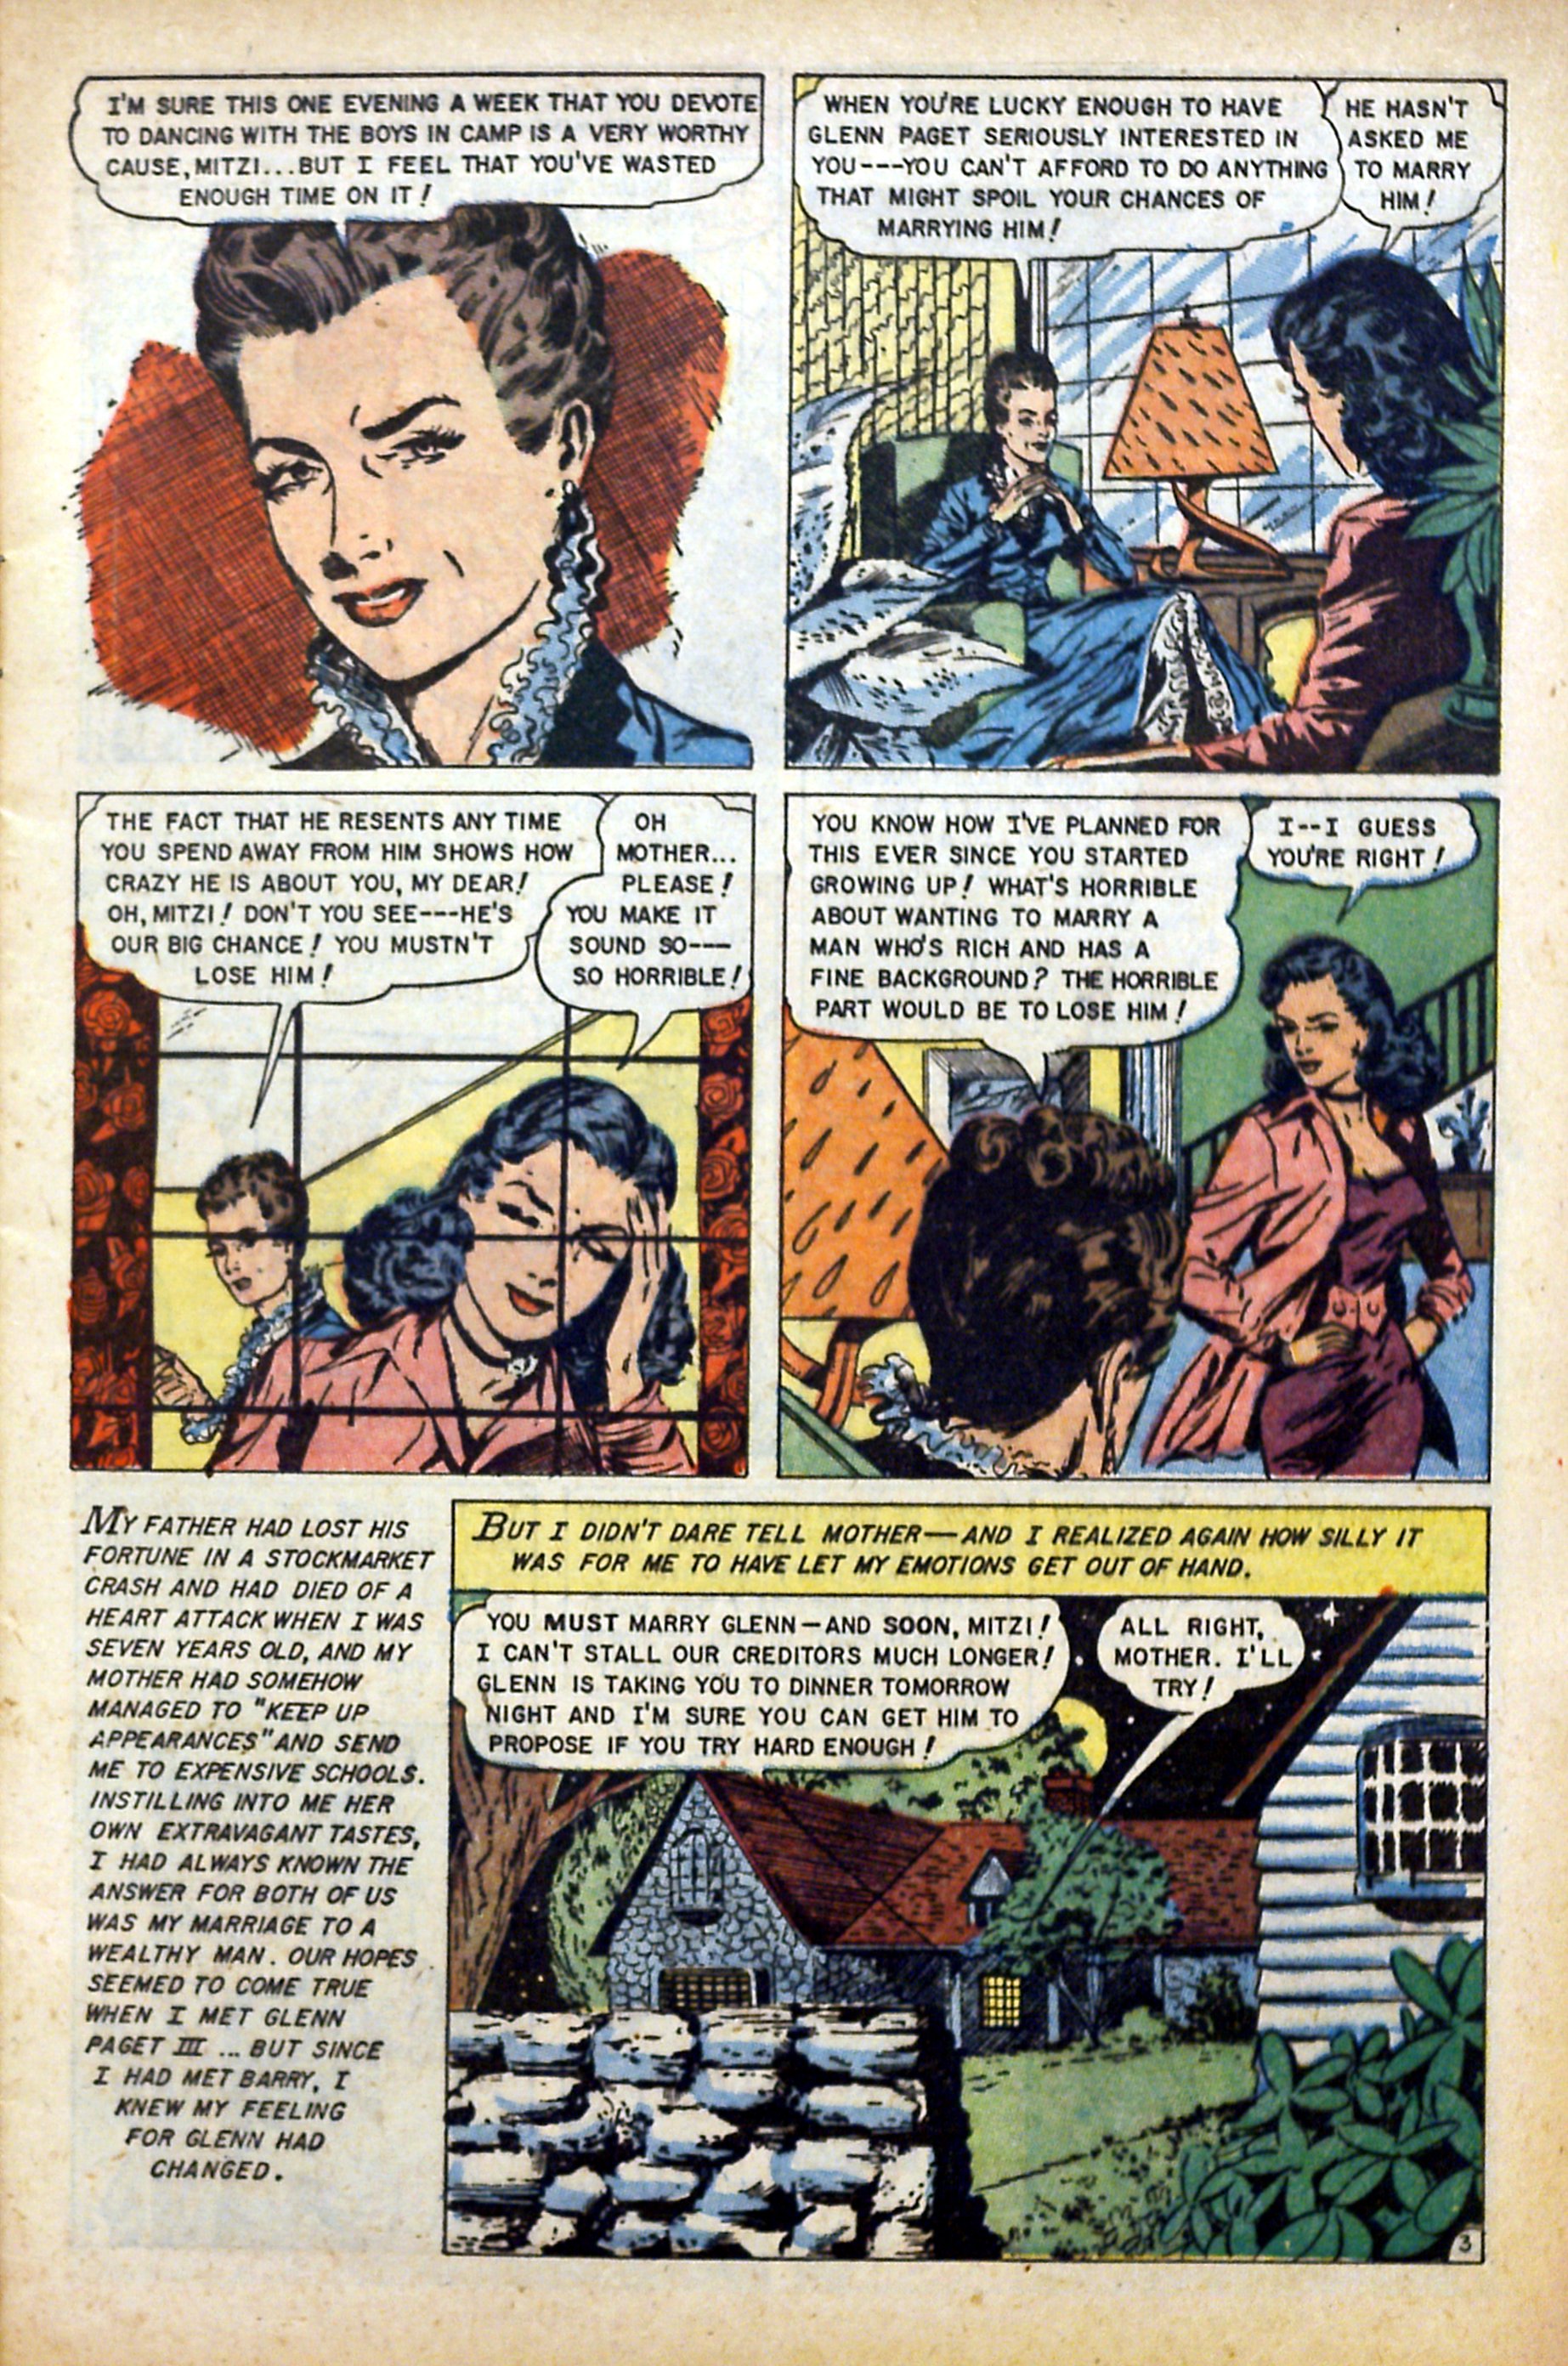 I'M SURE THIS ONE EVENING A WEEK THAT YOU DEVOTE
TO DANCING WITH THE BOYS IN CAMP IS A VERY WORTHY
CAUSE, MITZI... BUT I FEEL THAT YOU'VE WASTED
ENOUGH TIME ON IT!
WHEN YOU'RE LUCKY ENOUGH TO HAVE
GLENN PAGET SERIOUSLY INTERESTED IN
YOU---YOU CAN'T AFFORD TO DO ANYTHING
THAT MIGHT SPOIL YOUR CHANCES OF
MARRYING HIM!
HE HASN'T
ASKED ME
TO MARRY
HIM!
THE FACT THAT HE RESENTS ANY TIME
YOU SPEND AWAY FROM HIM SHOWS HOW
CRAZY HE IS ABOUT YOU, MY DEAR!
OH, MITZI! DON'T YOU SEE---HE'S
OUR BIG CHANCE! YOU MUSTN'T
LOSE HIM!
OH
MOTHER...
PLEASE!
YOU MAKE IT
SOUND SO---
SO HORRIBLE!
YOU KNOW HOW I'VE PLANNED FOR
THIS EVER SINCE YOU STARTED
GROWING UP! WHAT'S HORRIBLE
ABOUT WANTING TO MARRY A
MAN WHO'S RICH AND HAS A
FINE BACKGROUND? THE HORRIBLE
PART WOULD BE TO LOSE HIM!
I--I GUESS
YOU'RE RIGHT!
MY FATHER HAD LOST HIS
FORTUNE IN A STOCKMARKET
CRASH AND HAD DIED OF A
HEART ATTACK WHEN I WAS
SEVEN YEARS OLD, AND MY
MOTHER HAD SOMEHOW
MANAGED TO "KEEP UP
APPEARANCES" AND SEND
ME TO EXPENSIVE SCHOOLS.
INSTILLING INTO ME HER
OWN EXTRAVAGANT TASTES,
I HAD ALWAYS KNOWN THE
ANSWER FOR BOTH OF US
WAS MY MARRIAGE TO A
WEALTHY MAN. OUR HOPES
SEEMED TO COME TRUE
WHEN I MET GLENN
PAGET III ... BUT SINCE
I HAD MET BARRY, I
KNEW MY FEELING
FOR GLENN HAD
CHANGED.
BUT I DIDN'T DARE TELL MOTHER—AND I REALIZED AGAIN HOW SILLY IT
WAS FOR ME TO HAVE LET MY EMOTIONS GET OUT OF HAND.
YOU MUST MARRY GLENN—AND SOON, MITZI!
I CAN'T STALL OUR CREDITORS MUCH LONGER!
GLENN IS TAKING YOU TO DINNER TOMORROW
NIGHT AND I'M SURE YOU CAN GET HIM TO
PROPOSE IF YOU TRY HARD ENOUGH!
ALL RIGHT,
MOTHER. I'LL
TRY!
3